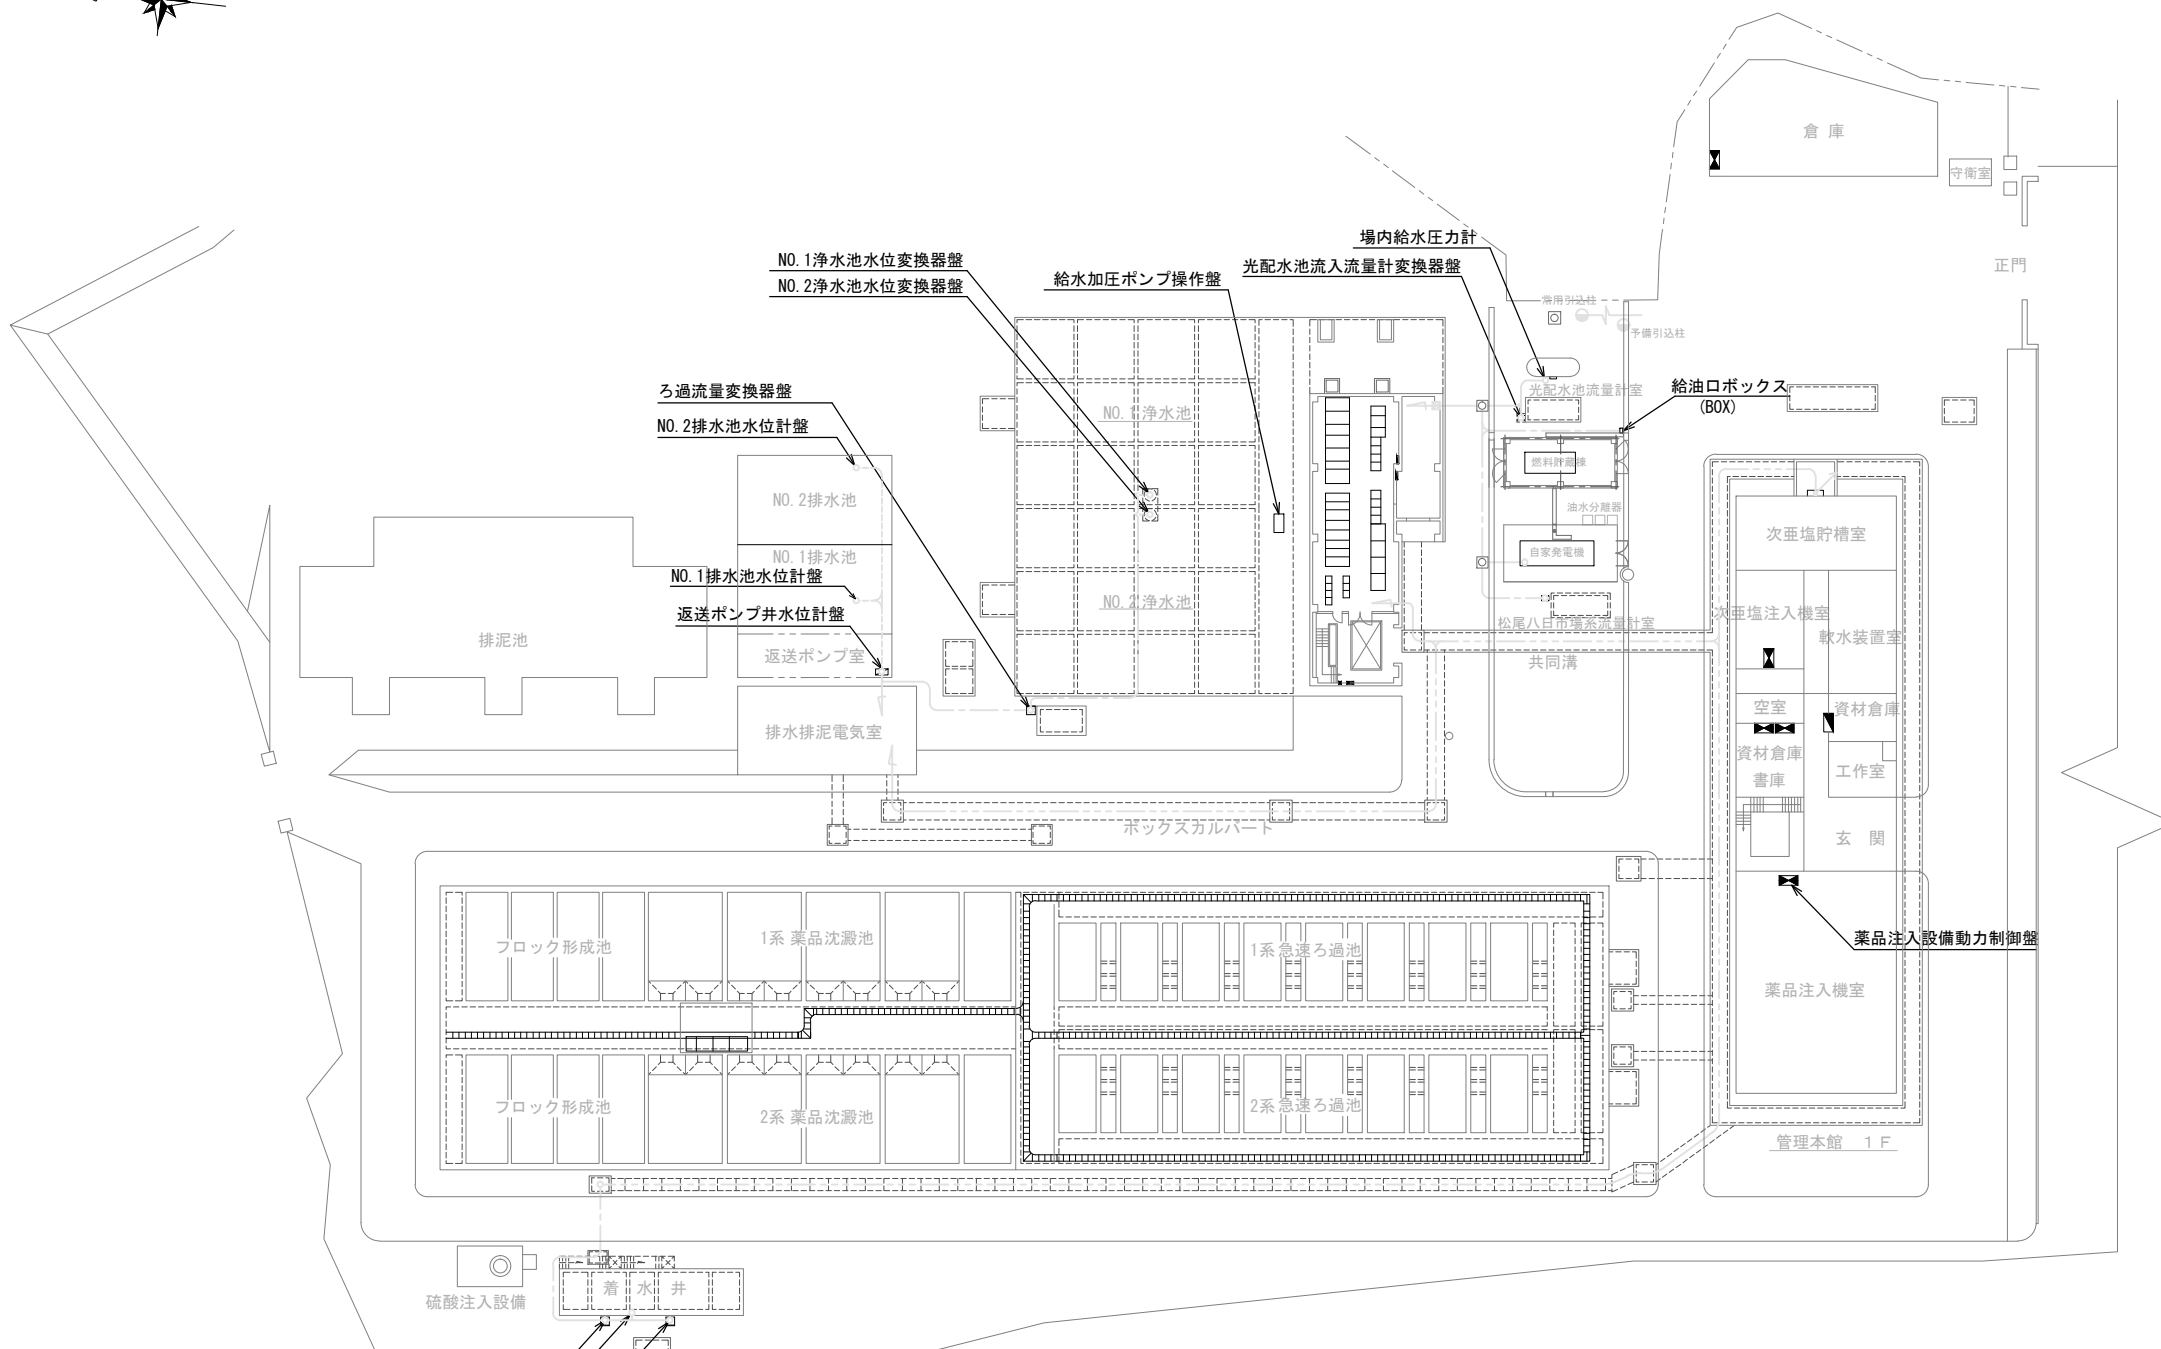 倉 庫
守衛室
正門
場内給水圧力計
光配水池流入流量計変換器盤
NO.1浄水池水位変換器盤
NO.2浄水池水位変換器盤
給水加圧ポンプ操作盤
常用引込柱
予備引込柱
ろ過流量変換器盤
NO.2排水池水位計盤
NO.1浄水池
光配水池流量計室
給油口ボックス
(BOX)
燃料貯蔵棟
NO.2排水池
油水分離器
次亜塩貯槽室
NO.1排水池
自家発電機
NO.1排水池水位計盤
NO.2浄水池
返送ポンプ井水位計盤
次亜塩注入機室
松尾八日市場系流量計室
軟水装置室
排泥池
返送ポンプ室
共同溝
空室
資材倉庫
排水排泥電気室
資材倉庫
書庫
工作室
ボックスカルバート
玄 関
フロック形成池
1系 薬品沈澱池
1系 急速ろ過池
薬品注入設備動力制御盤
薬品注入機室
フロック形成池
2系 薬品沈澱池
2系 急速ろ過池
管理本館 1F
着 水 井
硫酸注入設備